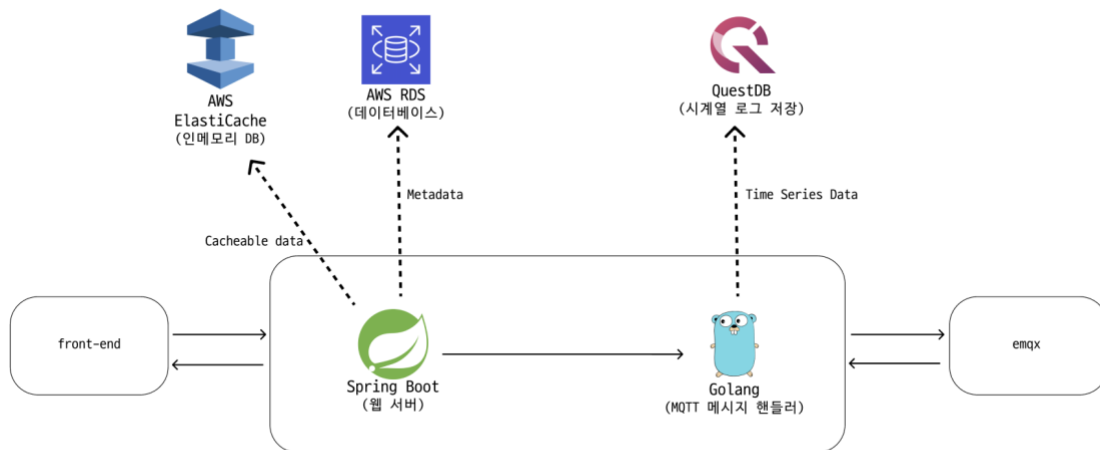 AWS
ElastiCache
(인메모리 DB)
AWS RDS
(데이터베이스)
QuestDB
(시계열 로그 저장)
Metadata
Time Series Data
Cacheable data
front-end
emqx
Spring Boot
(웹 서버)
Golang
(MQTT 메시지 핸들러)